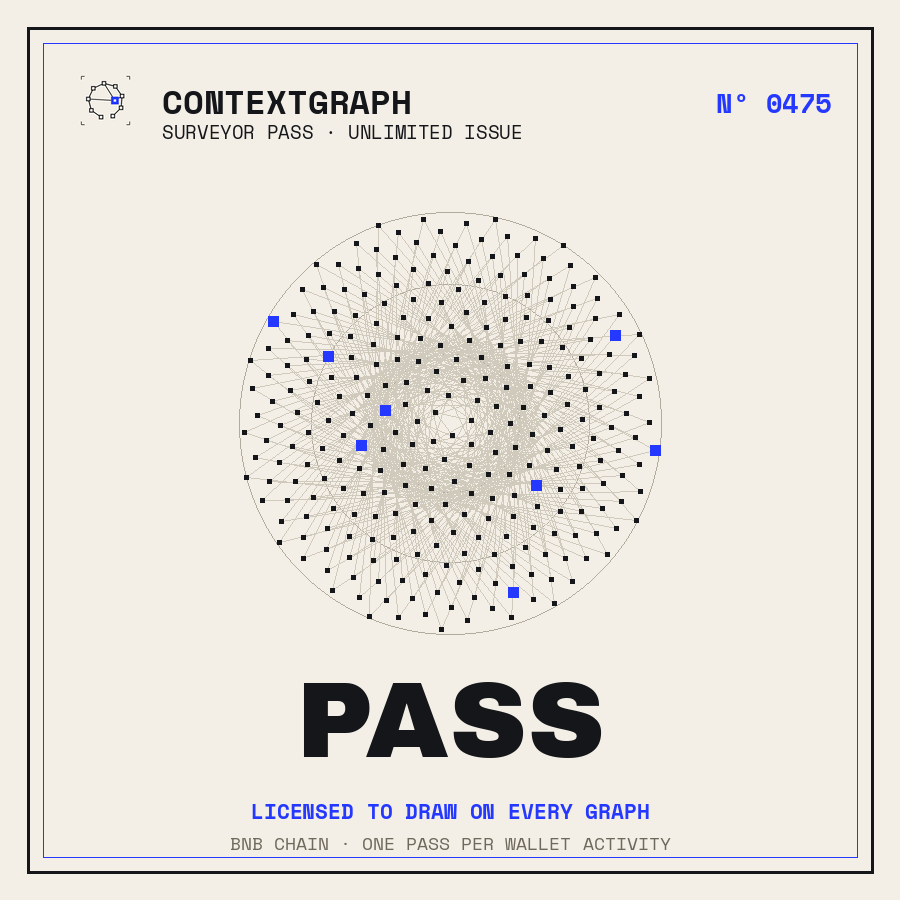 CONTEXTGRAPH
N° 0475
SURVEYOR PASS · UNLIMITED ISSUE
PASS
LICENSED TO DRAW ON EVERY GRAPH
BNB CHAIN · ONE PASS PER WALLET ACTIVITY